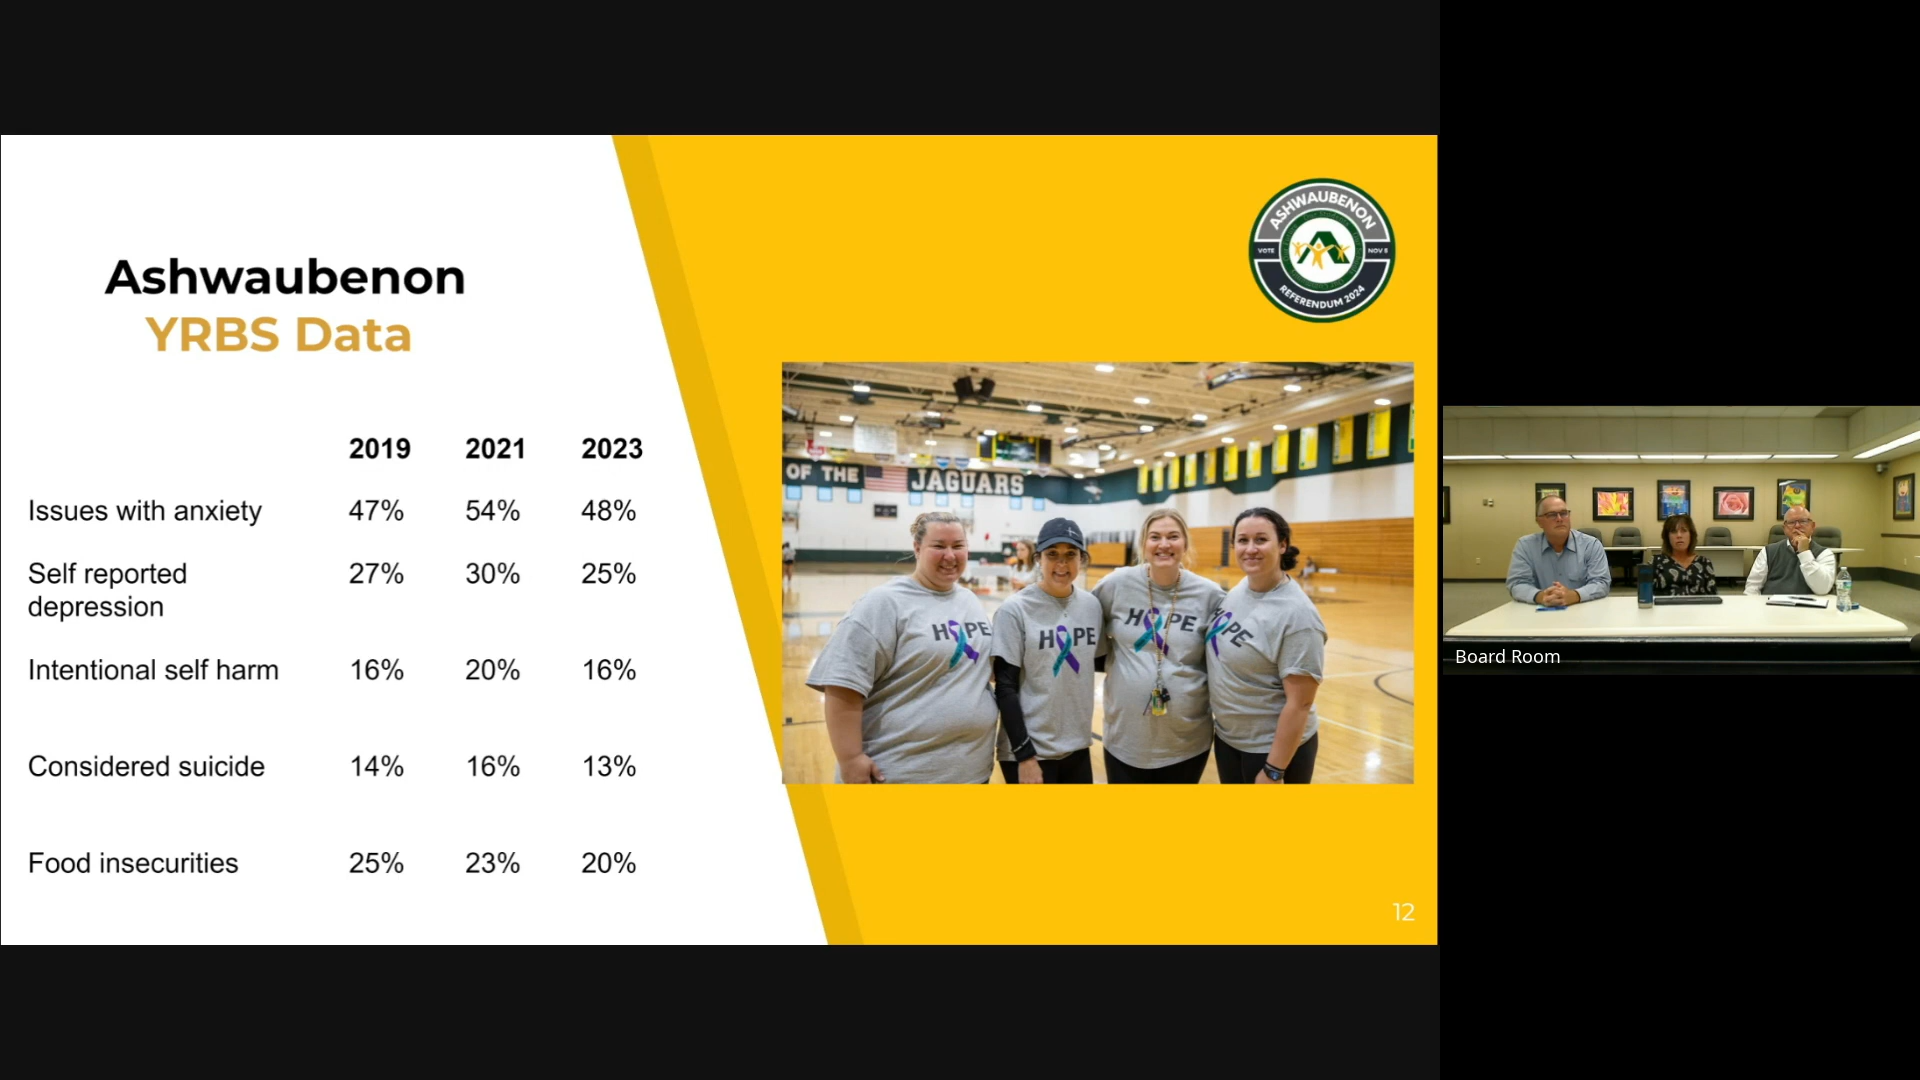 Ashwaubenon
YRBS Data
2019 2021 2023
Issues with anxiety 47% 54% 48%
Self reported
depression 27% 30% 25%
Intentional self harm 16% 20% 16%
Considered suicide 14% 16% 13%
Food insecurities 25% 23% 20%
ASHWAUBENON
VOTE NOV 5
REFERENDUM 2024
OF THE JAGUARS
HOPE
HOPE
HOPE
HOPE
12
Board Room